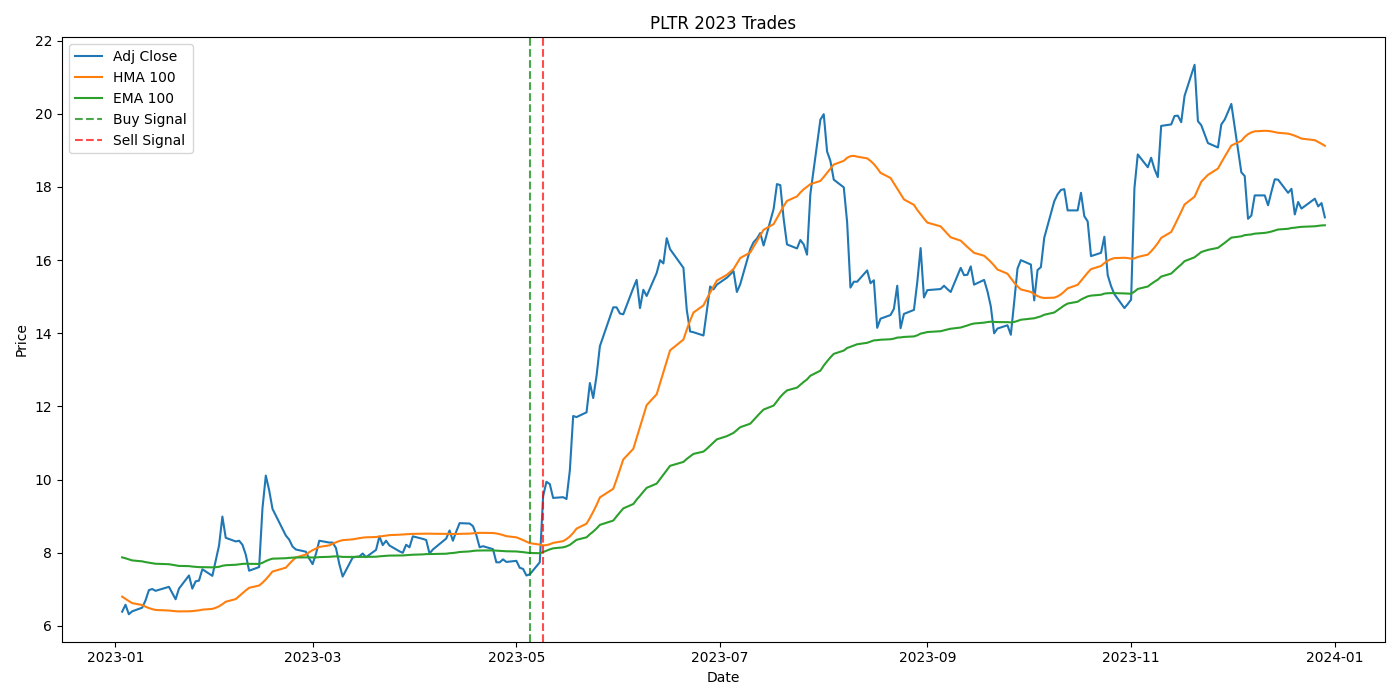 PLTR 2023 Trades
Adj Close
HMA 100
EMA 100
Buy Signal
Sell Signal
Price
22
20
18
16
14
12
10
8
6
2023-01
2023-03
2023-05
2023-07
2023-09
2023-11
2024-01
Date